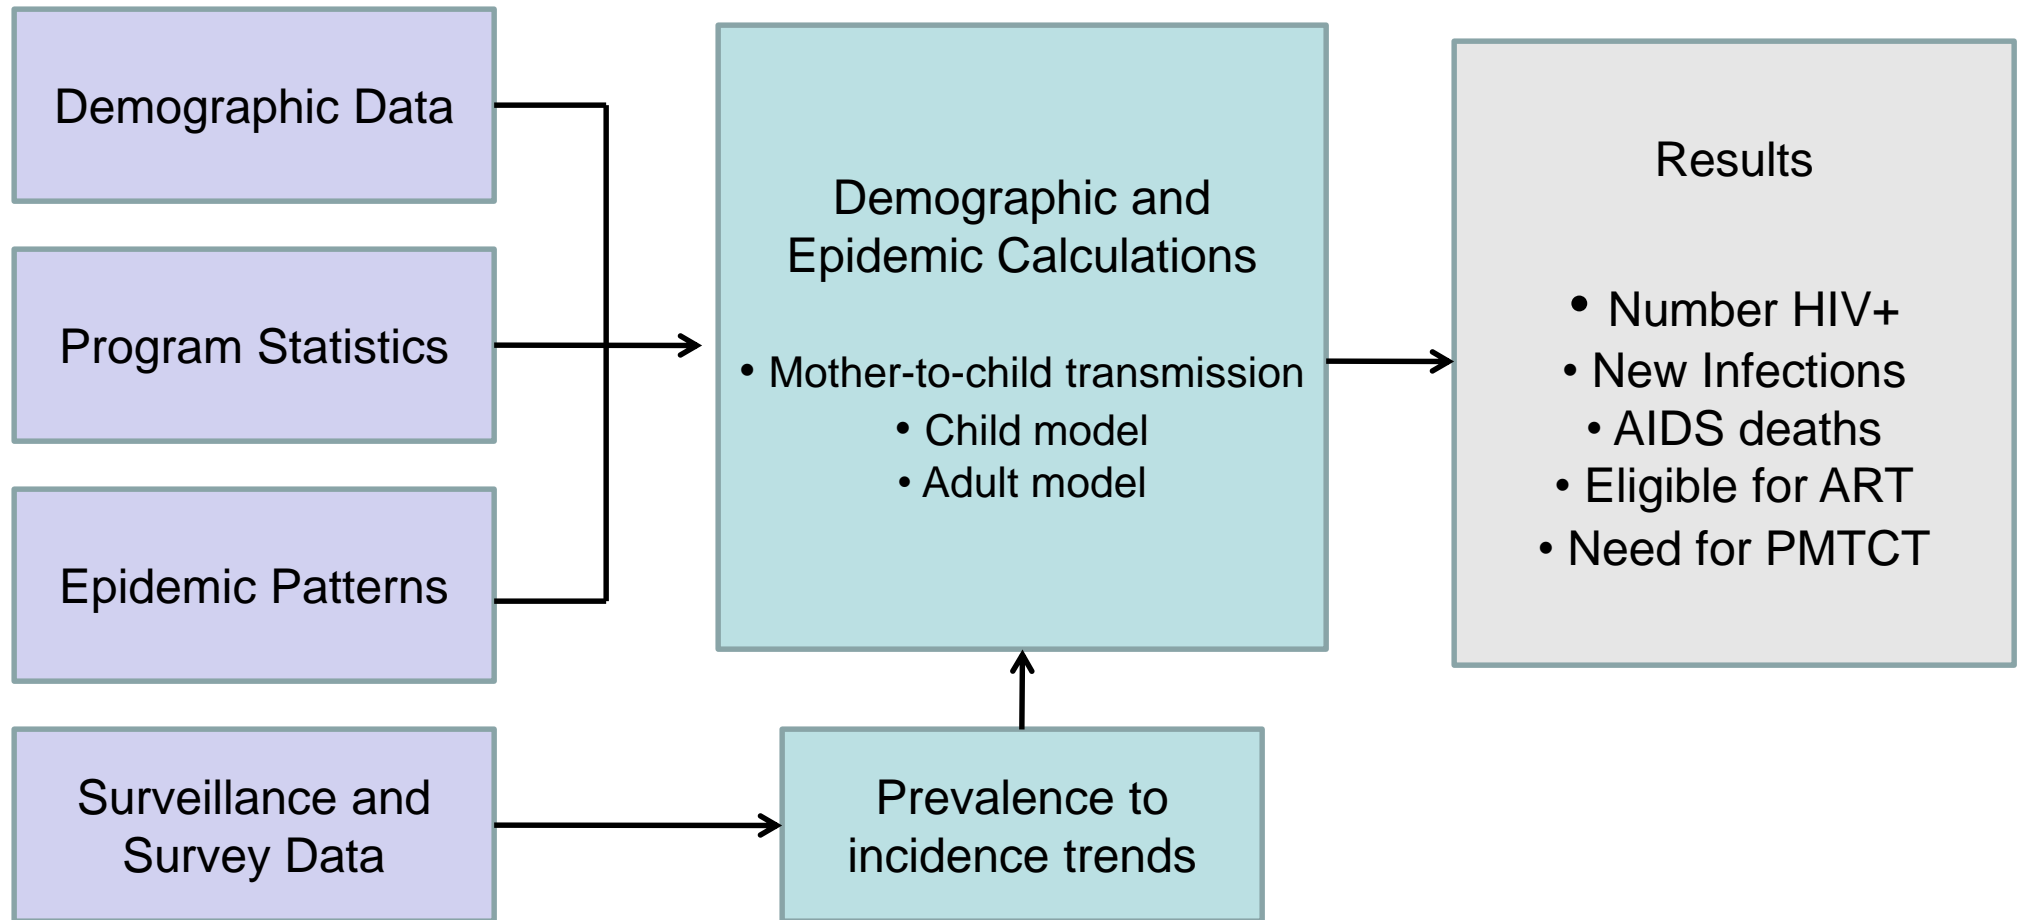 Demographic Data
Program Statistics
Epidemic Patterns
Surveillance and
Survey Data
Demographic and
Epidemic Calculations
• Mother-to-child transmission
• Child model
• Adult model
Prevalence to
incidence trends
Results
• Number HIV+
• New Infections
• AIDS deaths
• Eligible for ART
• Need for PMTCT